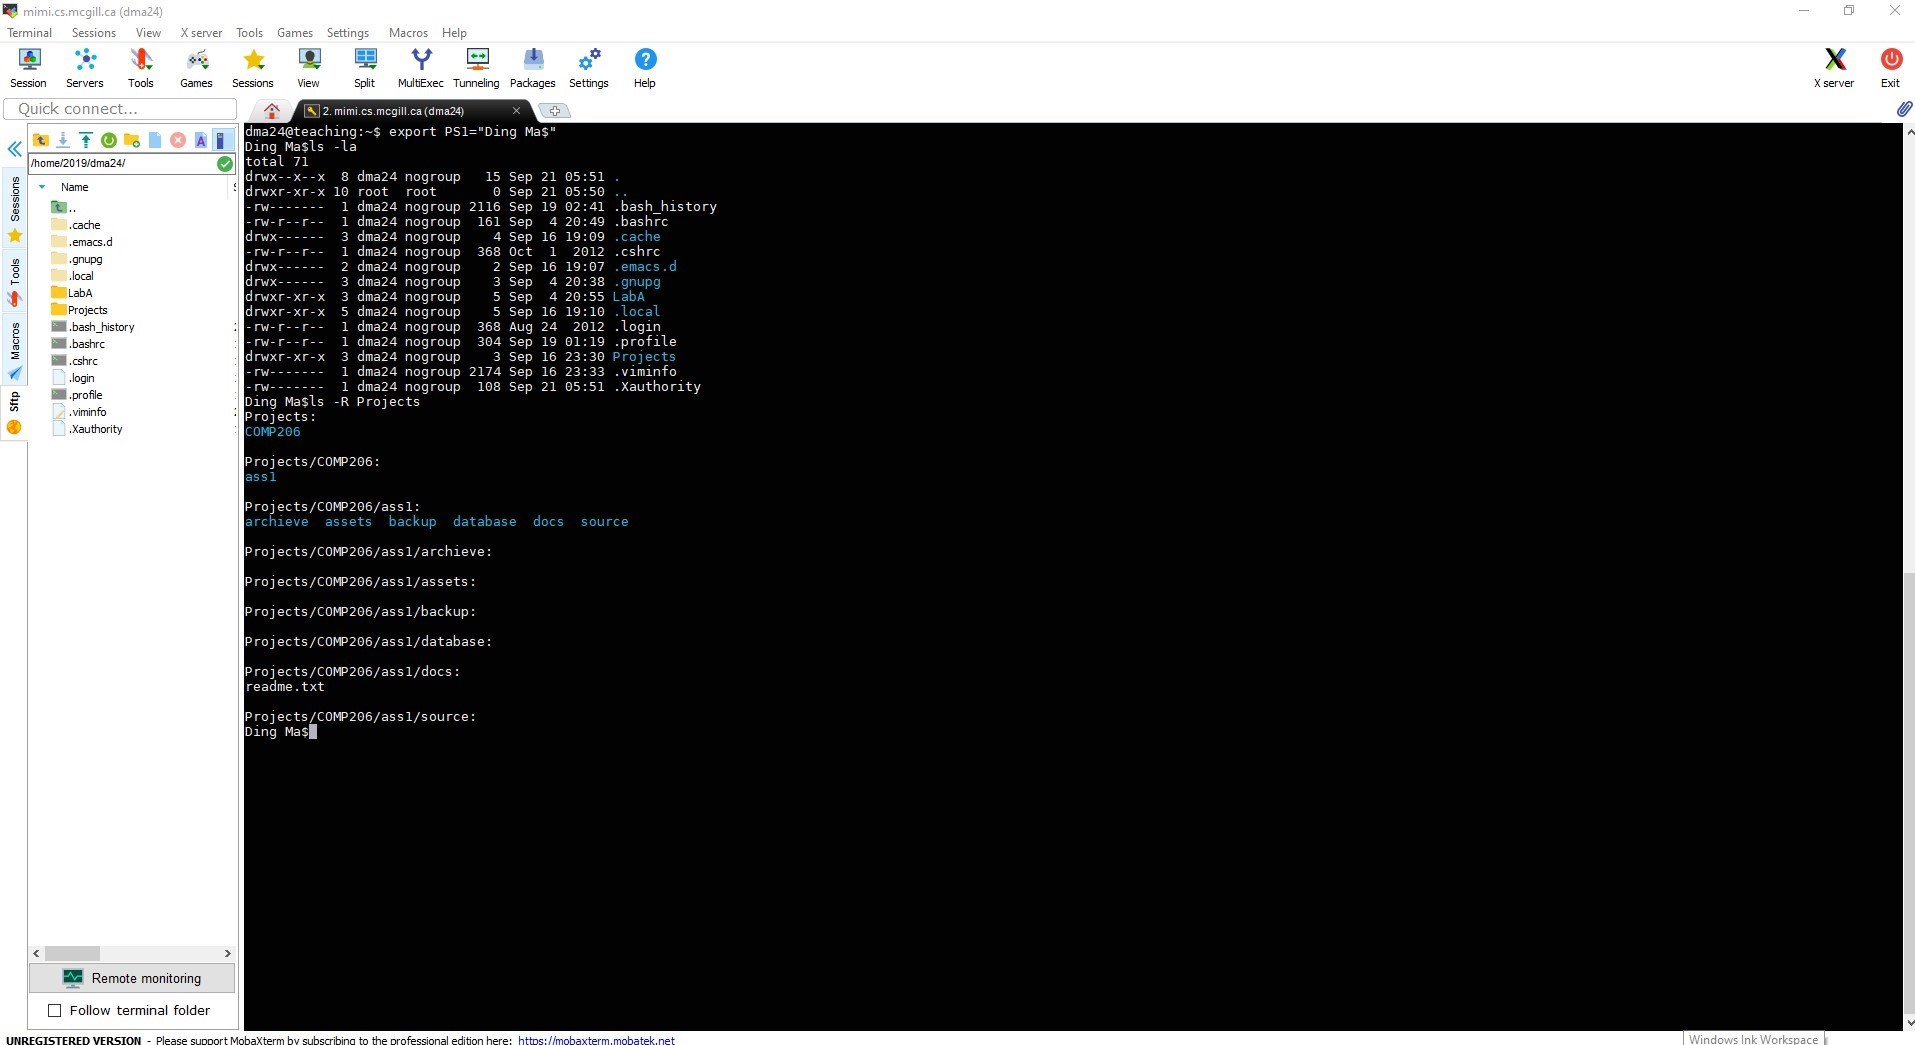 mimi.cs.mcgill.ca (dma24)
Terminal Sessions View X server Tools Games Settings Macros Help
Session Servers Tools Games Sessions View Split MultiExec Tunneling Packages Settings Help X server Exit
Quick connect...
2. mimi.cs.mcgill.ca (dma24)
/home/2019/dma24/
Name
..
.cache
.emacs.d
.gnupg
.local
LabA
Projects
.bash_history
.bashrc
.cshrc
.login
.profile
.viminfo
.Xauthority
Sessions
Tools
Macros
Sftp
Remote monitoring
Follow terminal folder
dma24@teaching:~$ export PS1="Ding Ma$"
Ding Ma$ls -la
total 71
drwx--x--x  8 dma24 nogroup   15 Sep 21 05:51 .
drwxr-xr-x 10 root  root       0 Sep 21 05:50 ..
-rw-------  1 dma24 nogroup 2116 Sep 19 02:41 .bash_history
-rw-r--r--  1 dma24 nogroup  161 Sep  4 20:49 .bashrc
drwx------  3 dma24 nogroup    4 Sep 16 19:09 .cache
-rw-r--r--  1 dma24 nogroup  368 Oct  1  2012 .cshrc
drwx------  2 dma24 nogroup    2 Sep 16 19:07 .emacs.d
drwx------  3 dma24 nogroup    3 Sep  4 20:38 .gnupg
drwxr-xr-x  3 dma24 nogroup    5 Sep  4 20:55 LabA
drwxr-xr-x  5 dma24 nogroup    5 Sep 16 19:10 .local
-rw-r--r--  1 dma24 nogroup  368 Aug 24  2012 .login
-rw-r--r--  1 dma24 nogroup  304 Sep 19 01:19 .profile
drwxr-xr-x  3 dma24 nogroup    3 Sep 16 23:30 Projects
-rw-------  1 dma24 nogroup 2174 Sep 16 23:33 .viminfo
-rw-------  1 dma24 nogroup  108 Sep 21 05:51 .Xauthority
Ding Ma$ls -R Projects
Projects:
COMP206
Projects/COMP206:
ass1
Projects/COMP206/ass1:
archieve  assets  backup  database  docs  source
Projects/COMP206/ass1/archieve:
Projects/COMP206/ass1/assets:
Projects/COMP206/ass1/backup:
Projects/COMP206/ass1/database:
Projects/COMP206/ass1/docs:
readme.txt
Projects/COMP206/ass1/source:
Ding Ma$
UNREGISTERED VERSION - Please support MobaXterm by subscribing to the professional edition here: https://mobaxterm.mobatek.net
Windows Ink Workspace